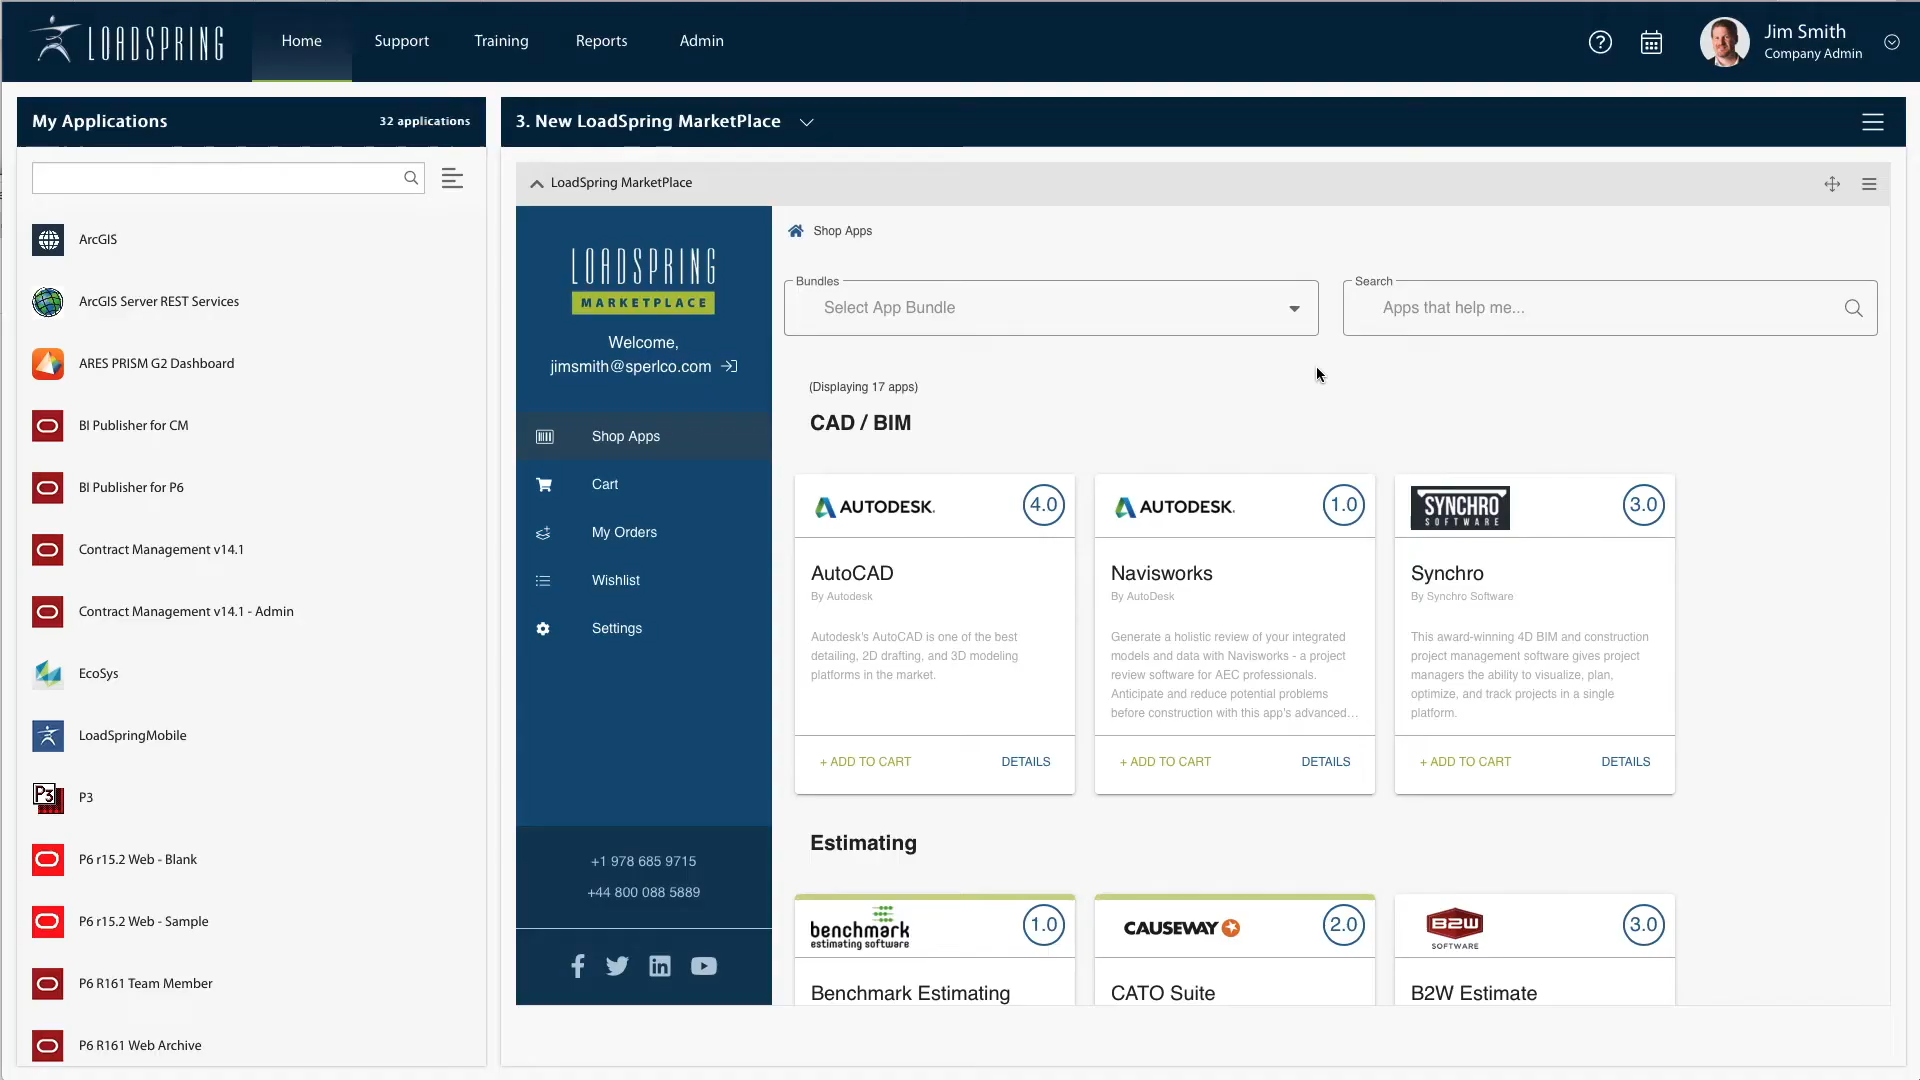 LOADSPRING
Home
Support
Training
Reports
Admin
Jim Smith
Company Admin
My Applications
32 applications
3. New LoadSpring MarketPlace
ArcGIS
ArcGIS Server REST Services
ARES PRISM G2 Dashboard
BI Publisher for CM
BI Publisher for P6
Contract Management v14.1
Contract Management v14.1 - Admin
EcoSys
LoadSpringMobile
P3
P3
P6 r15.2 Web - Blank
P6 r15.2 Web - Sample
P6 R161 Team Member
P6 R161 Web Archive
LoadSpring MarketPlace
LOADSPRING
MARKETPLACE
Welcome,
jimsmith@sperlco.com
Shop Apps
Cart
My Orders
Wishlist
Settings
+1 978 685 9715
+44 800 088 5889
Shop Apps
Bundles
Select App Bundle
Search
Apps that help me...
(Displaying 17 apps)
CAD / BIM
AUTODESK.
4.0
AutoCAD
By Autodesk
Autodesk's AutoCAD is one of the best
detailing, 2D drafting, and 3D modeling
platforms in the market.
+ ADD TO CART
DETAILS
AUTODESK.
1.0
Navisworks
By AutoDesk
Generate a holistic review of your integrated
models and data with Navisworks - a project
review software for AEC professionals.
Anticipate and reduce potential problems
before construction with this app's advanced...
+ ADD TO CART
DETAILS
SYNCHRO
SOFTWARE
3.0
Synchro
By Synchro Software
This award-winning 4D BIM and construction
project management software gives project
managers the ability to visualize, plan,
optimize, and track projects in a single
platform.
+ ADD TO CART
DETAILS
Estimating
benchmark
estimating software
1.0
Benchmark Estimating
CAUSEWAY
2.0
CATO Suite
B2W
SOFTWARE
3.0
B2W Estimate